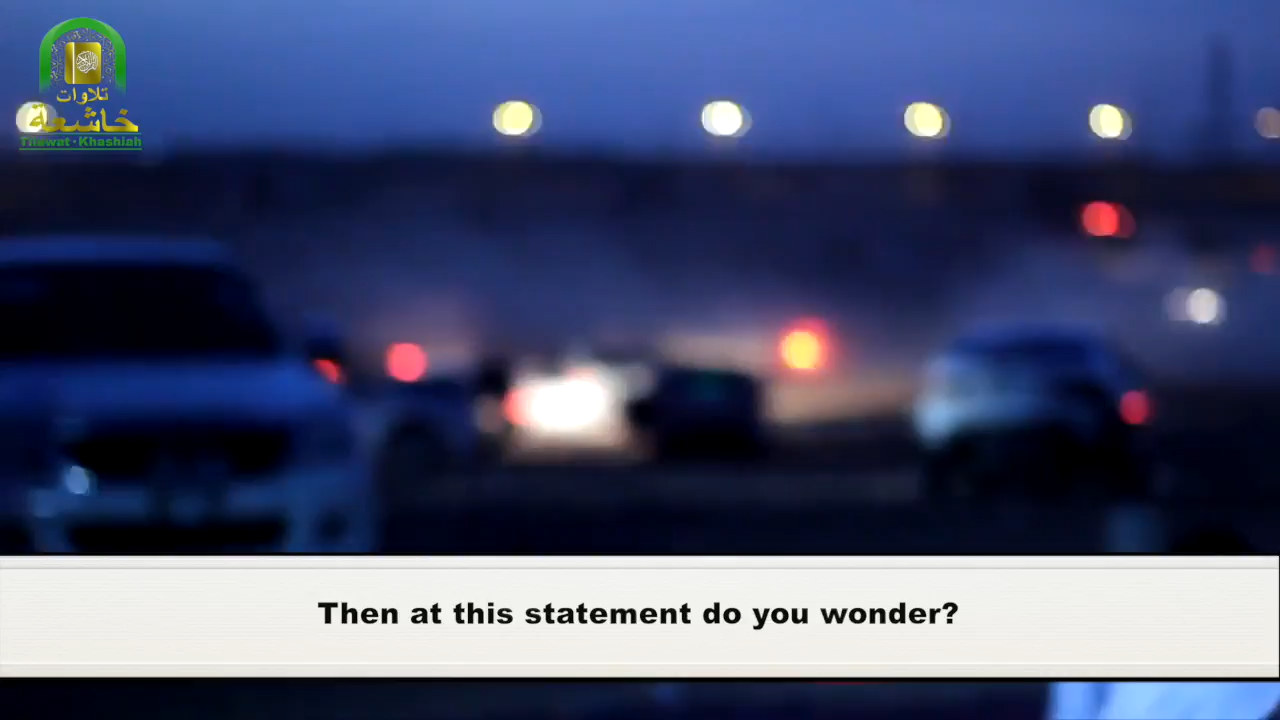 تلاوات
خاشعة
Tilawat·Khashiah
Then at this statement do you wonder?